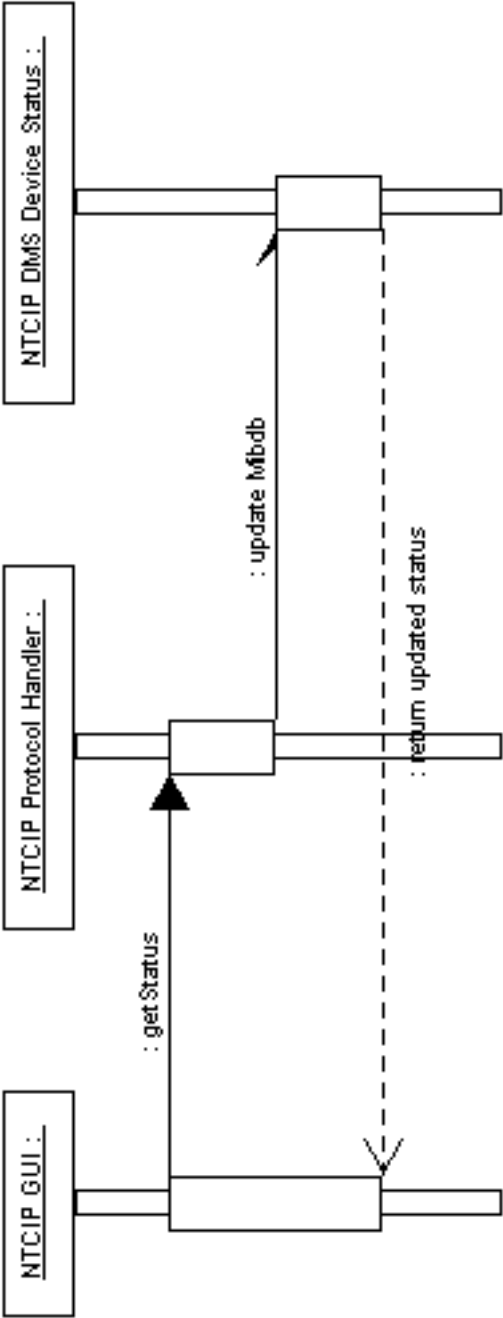 NTCIP GUI :
NTCIP Protocol Handler :
NTCIP DMS Device Status :
: getStatus
: update Mibdb
: return updated status